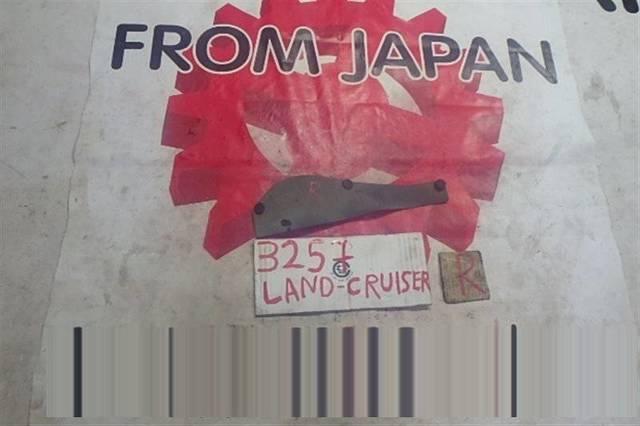 FROM JAPAN
R
3257
LAND-CRUISER
R